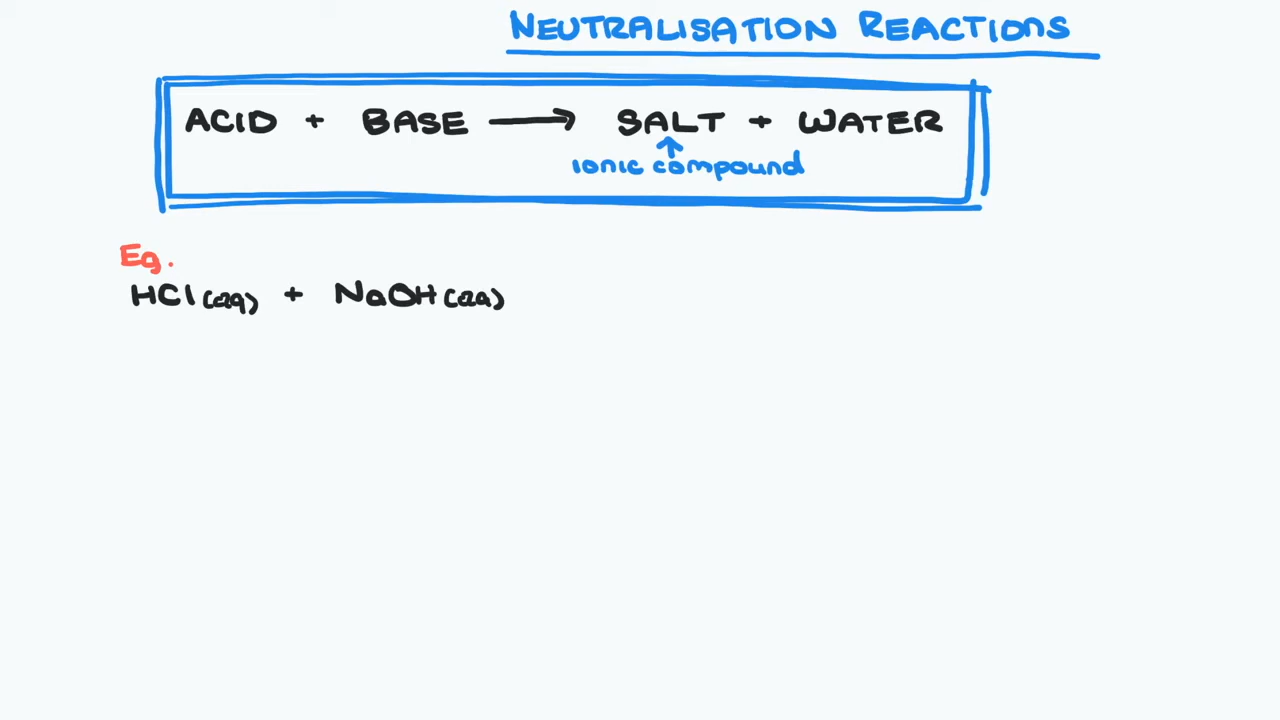 NEUTRALISATION REACTIONS
ACID + BASE ⟶ SALT + WATER
↑
ionic compound
Eg.
HCl(aq) + NaOH(aq)